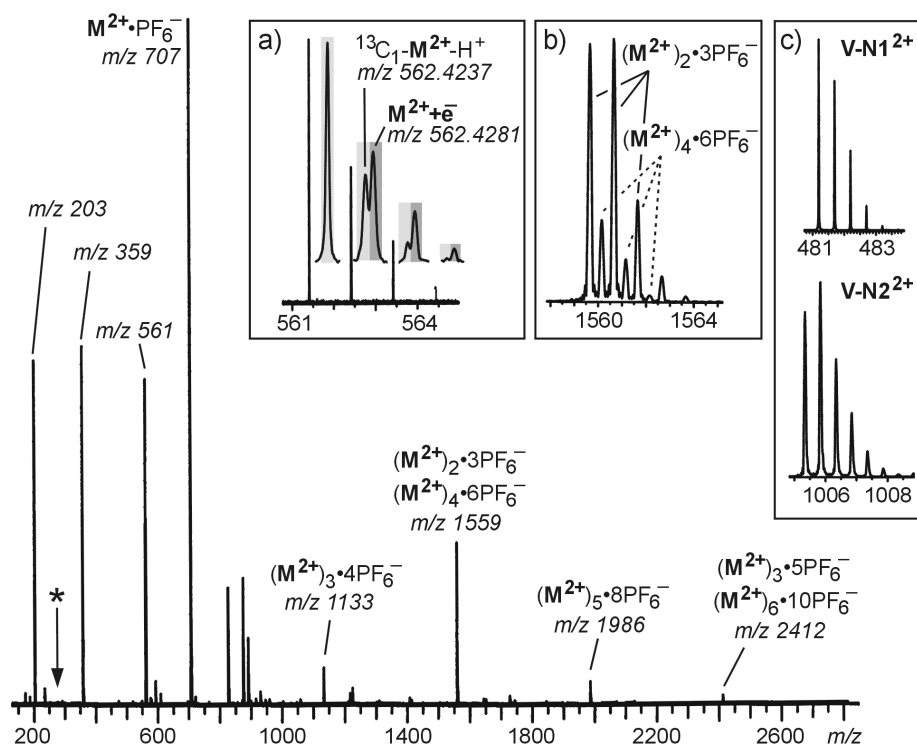 M²⁺•PF₆⁻
m/z 707
m/z 203
m/z 359
m/z 561
*
a)
¹³C₁-M²⁺-H⁺
m/z 562.4237
M²⁺+e⁻
m/z 562.4281
561 564
b)
(M²⁺)₂•3PF₆⁻
(M²⁺)₄•6PF₆⁻
1560 1564
c)
V-N1²⁺
481 483
V-N2²⁺
1006 1008
(M²⁺)₃•4PF₆⁻
m/z 1133
(M²⁺)₂•3PF₆⁻
(M²⁺)₄•6PF₆⁻
m/z 1559
(M²⁺)₅•8PF₆⁻
m/z 1986
(M²⁺)₃•5PF₆⁻
(M²⁺)₆•10PF₆⁻
m/z 2412
200 600 1000 1400 1800 2200 2600 m/z